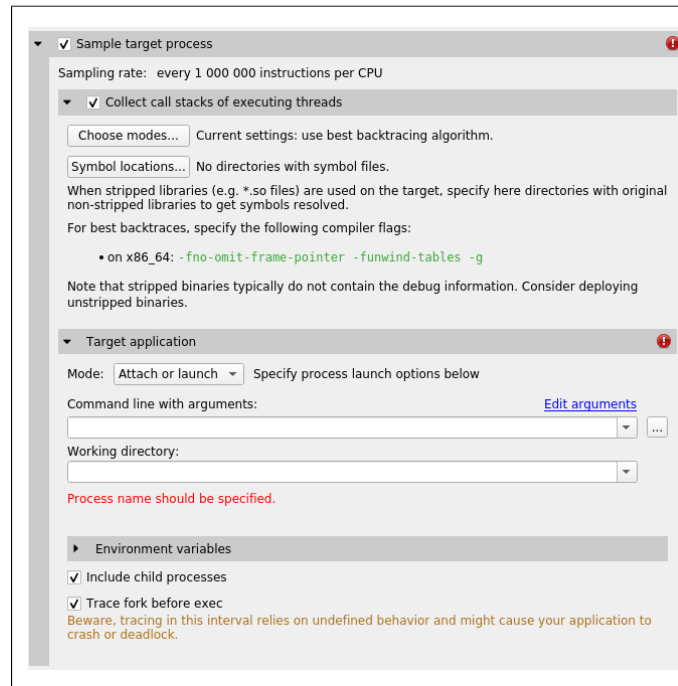 Sample target process
Sampling rate: every 1 000 000 instructions per CPU
Collect call stacks of executing threads
Choose modes... Current settings: use best backtracing algorithm.
Symbol locations... No directories with symbol files.
When stripped libraries (e.g. *.so files) are used on the target, specify here directories with original
non-stripped libraries to get symbols resolved.
For best backtraces, specify the following compiler flags:
• on x86_64: -fno-omit-frame-pointer -funwind-tables -g
Note that stripped binaries typically do not contain the debug information. Consider deploying
unstripped binaries.
Target application
Mode: Attach or launch Specify process launch options below
Command line with arguments: Edit arguments
...
Working directory:
Process name should be specified.
Environment variables
Include child processes
Trace fork before exec
Beware, tracing in this interval relies on undefined behavior and might cause your application to
crash or deadlock.